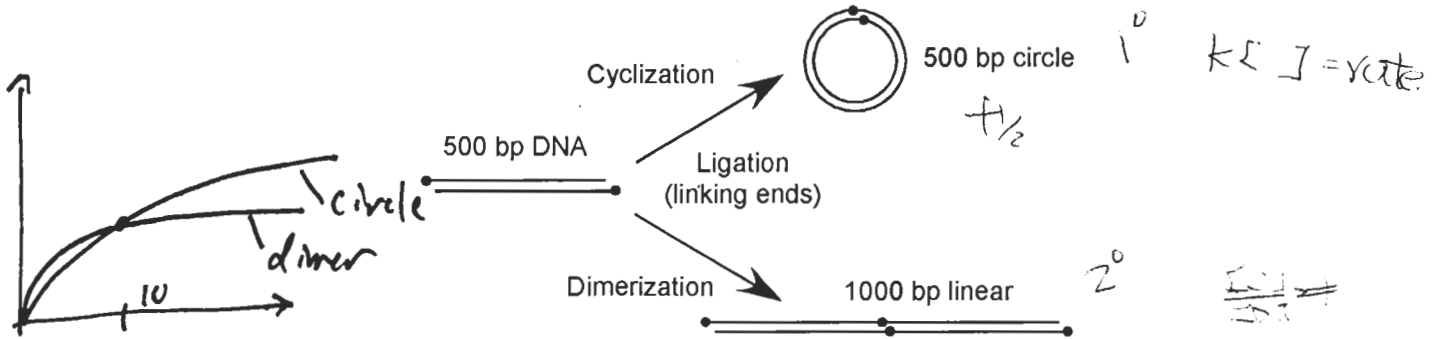 Cyclization
500 bp circle
1° k[ ] = rate
t1/2
500 bp DNA
Ligation
(linking ends)
circle
dimer
10
Dimerization
1000 bp linear
2°